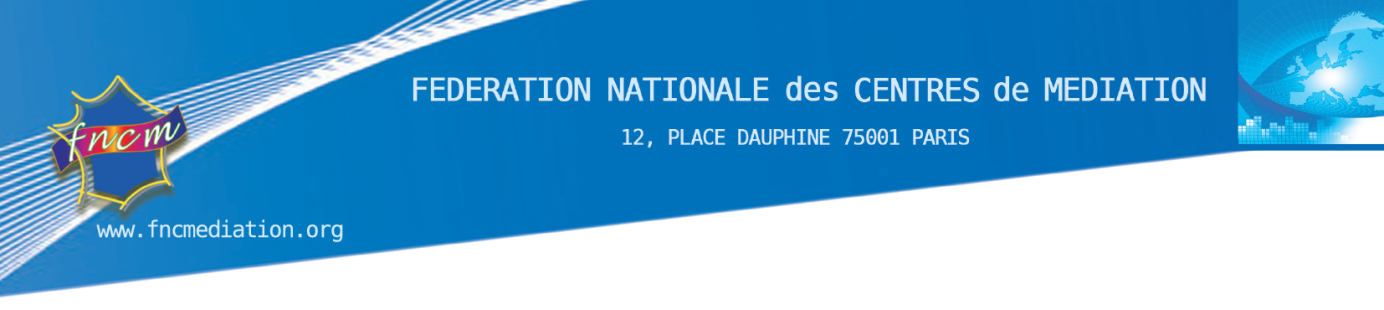 FEDERATION NATIONALE des CENTRES de MEDIATION
12, PLACE DAUPHINE 75001 PARIS
fncm
www.fncmediation.org